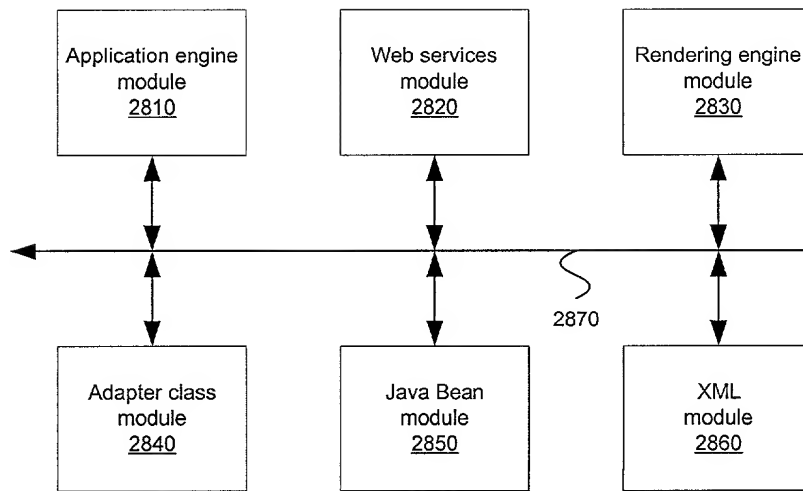 Application engine
module
2810
Web services
module
2820
Rendering engine
module
2830
2870
Adapter class
module
2840
Java Bean
module
2850
XML
module
2860